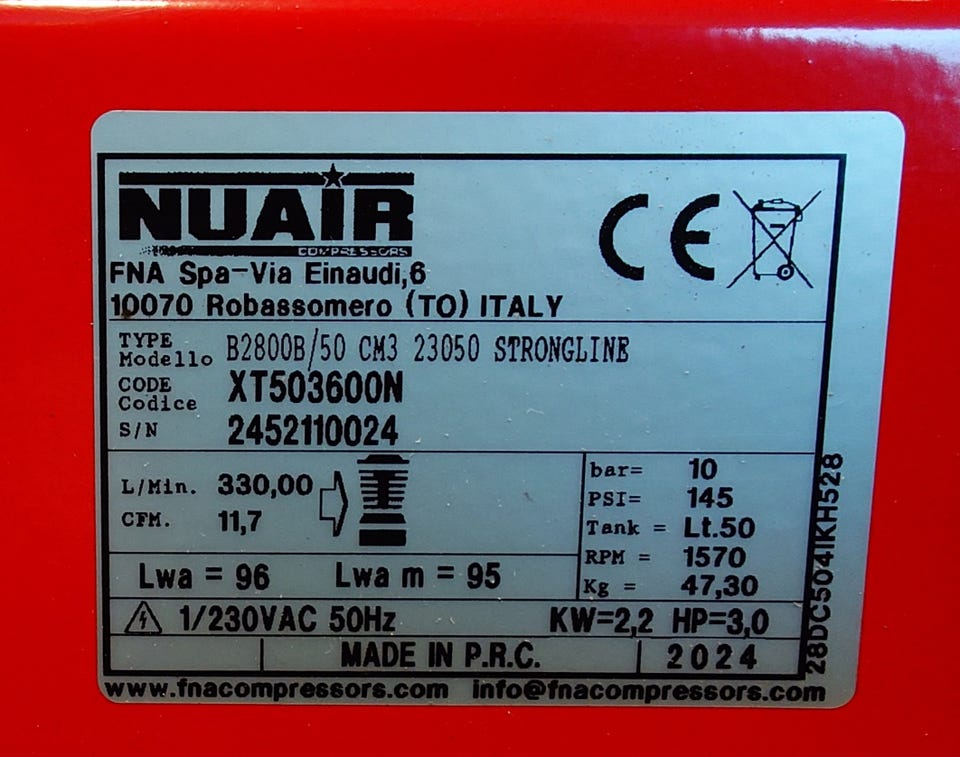 NUAIR
COMPRESSORS
CE
FNA Spa-Via Einaudi,6
10070 Robassomero (TO) ITALY
TYPE
Modello B2800B/50 CM3 23050 STRONGLINE
CODE
Codice XT503600N
S/N 2452110024
L/Min. 330,00
CFM. 11,7
bar= 10
PSI= 145
Tank = Lt.50
RPM = 1570
Kg = 47,30
Lwa = 96 Lwa m = 95
1/230VAC 50Hz KW=2,2 HP=3,0
MADE IN P.R.C. 2024
28DC504IKH528
www.fnacompressors.com info@fnacompressors.com